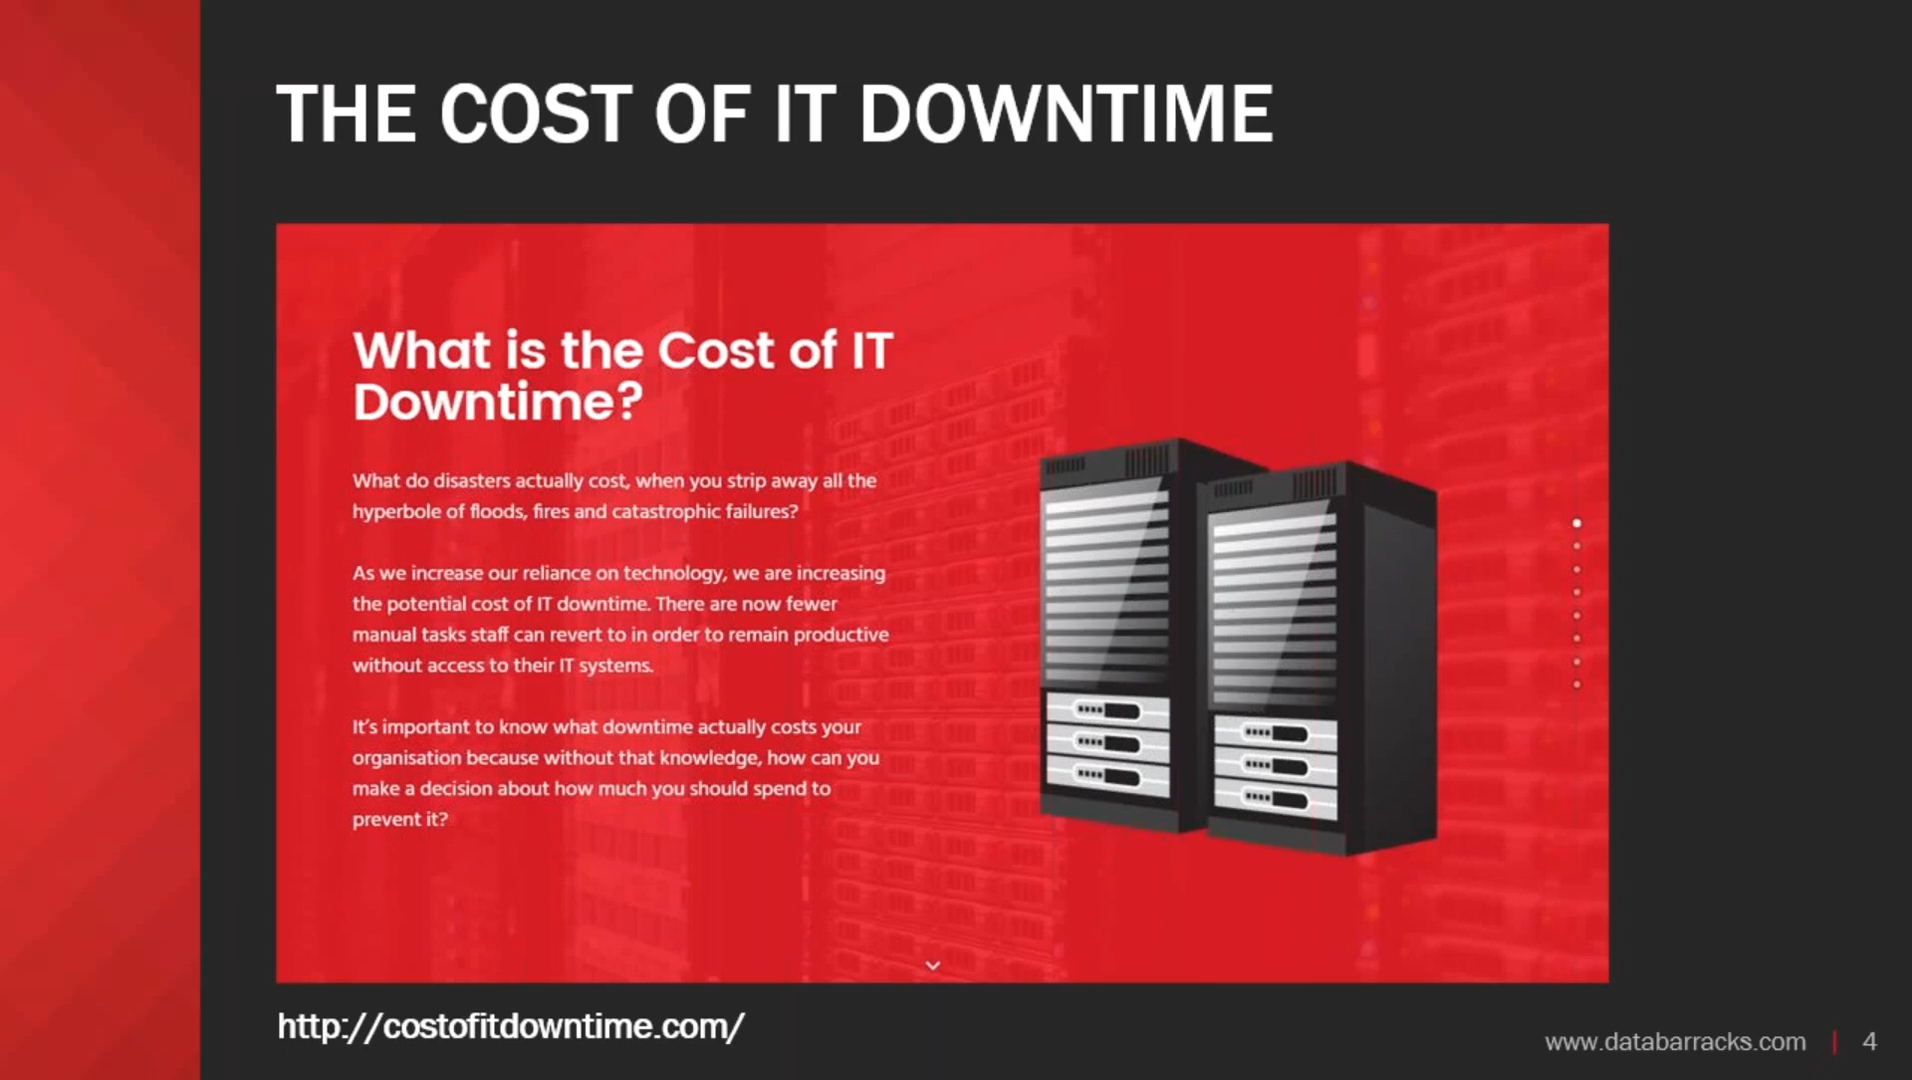 THE COST OF IT DOWNTIME
What is the Cost of IT
Downtime?
What do disasters actually cost, when you strip away all the
hyperbole of floods, fires and catastrophic failures?
As we increase our reliance on technology, we are increasing
the potential cost of IT downtime. There are now fewer
manual tasks staff can revert to in order to remain productive
without access to their IT systems.
It's important to know what downtime actually costs your
organisation because without that knowledge, how can you
make a decision about how much you should spend to
prevent it?
http://costofitdowntime.com/
www.databarracks.com | 4